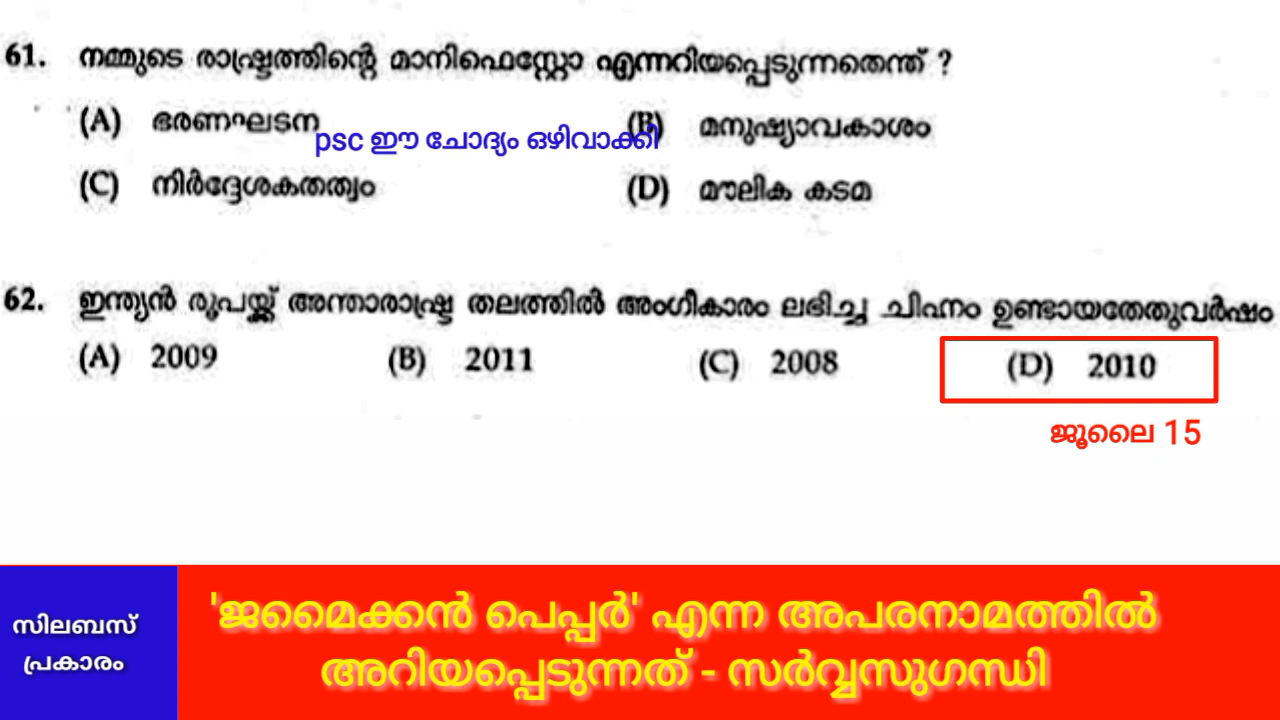 61. നമ്മുടെ രാഷ്ട്രത്തിന്റെ മാനിഫെസ്റ്റോ എന്നറിയപ്പെടുന്നതെന്ത് ?
(A) ഭരണഘടന (B) മനുഷ്യാവകാശം
psc ഈ ചോദ്യം ഒഴിവാക്കി
(C) നിർദ്ദേശകതത്വം (D) മൗലിക കടമ
62. ഇന്ത്യൻ രൂപയ്ക്ക് അന്താരാഷ്ട്ര തലത്തിൽ അംഗീകാരം ലഭിച്ച ചിഹ്നം ഉണ്ടായതേതുവർഷം
(A) 2009 (B) 2011 (C) 2008 (D) 2010
ജൂലൈ 15
സിലബസ്
പ്രകാരം
'ജമൈക്കൻ പെപ്പർ' എന്ന അപരനാമത്തിൽ
അറിയപ്പെടുന്നത് - സർവ്വസുഗന്ധി